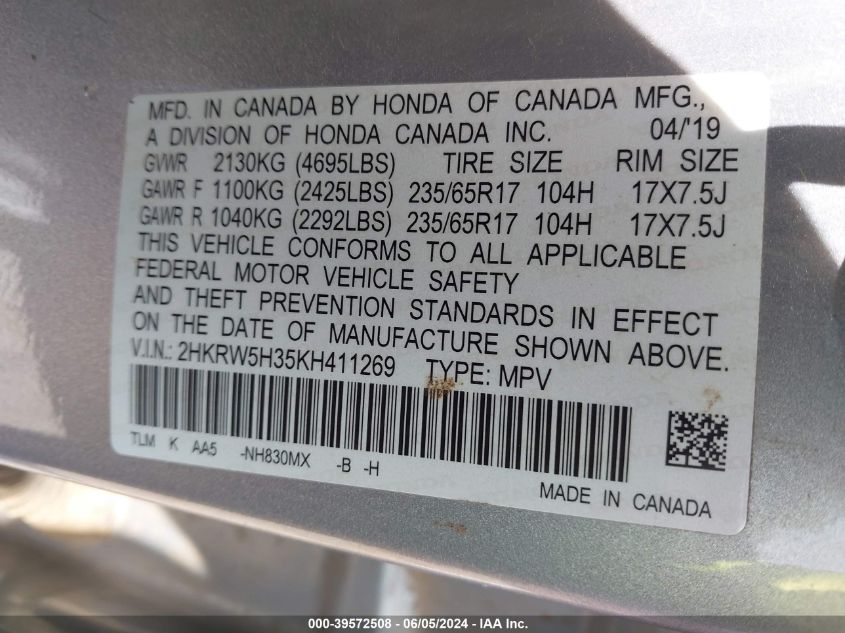 MFD. IN CANADA BY HONDA OF CANADA MFG.,
A DIVISION OF HONDA CANADA INC. 04/'19
GVWR 2130KG (4695LBS) TIRE SIZE RIM SIZE
GAWR F 1100KG (2425LBS) 235/65R17 104H 17X7.5J
GAWR R 1040KG (2292LBS) 235/65R17 104H 17X7.5J
THIS VEHICLE CONFORMS TO ALL APPLICABLE
FEDERAL MOTOR VEHICLE SAFETY
AND THEFT PREVENTION STANDARDS IN EFFECT
ON THE DATE OF MANUFACTURE SHOWN ABOVE.
V.I.N.: 2HKRW5H35KH411269 TYPE: MPV
TLM K AA5 -NH830MX -B -H
MADE IN CANADA
000-39572508 - 06/05/2024 - IAA Inc.